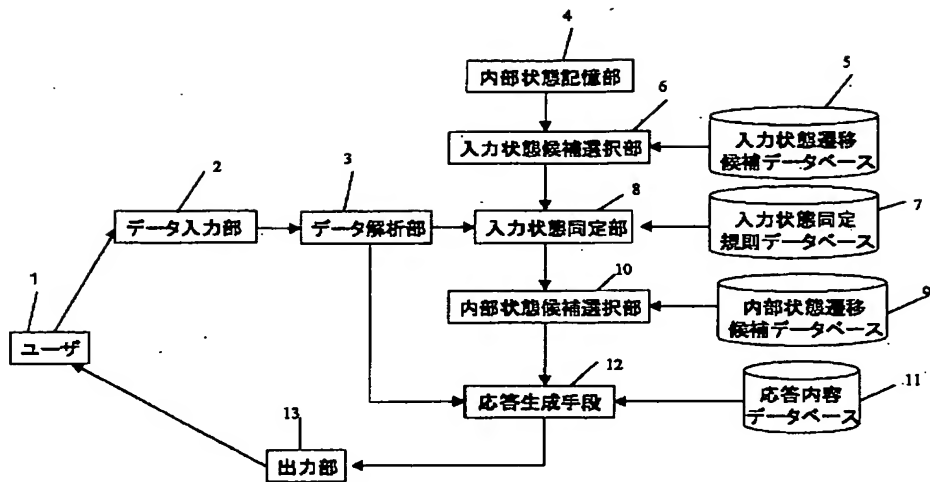 4
内部状態記憶部
5
6
入力状態遷移
候補データベース
入力状態候補選択部
2
3
8
データ入力部
データ解析部
入力状態同定部
入力状態同定
規則データベース
7
10
1
内部状態候補選択部
内部状態遷移
候補データベース
9
ユーザ
12
応答生成手段
応答内容
データベース
11
13
出力部